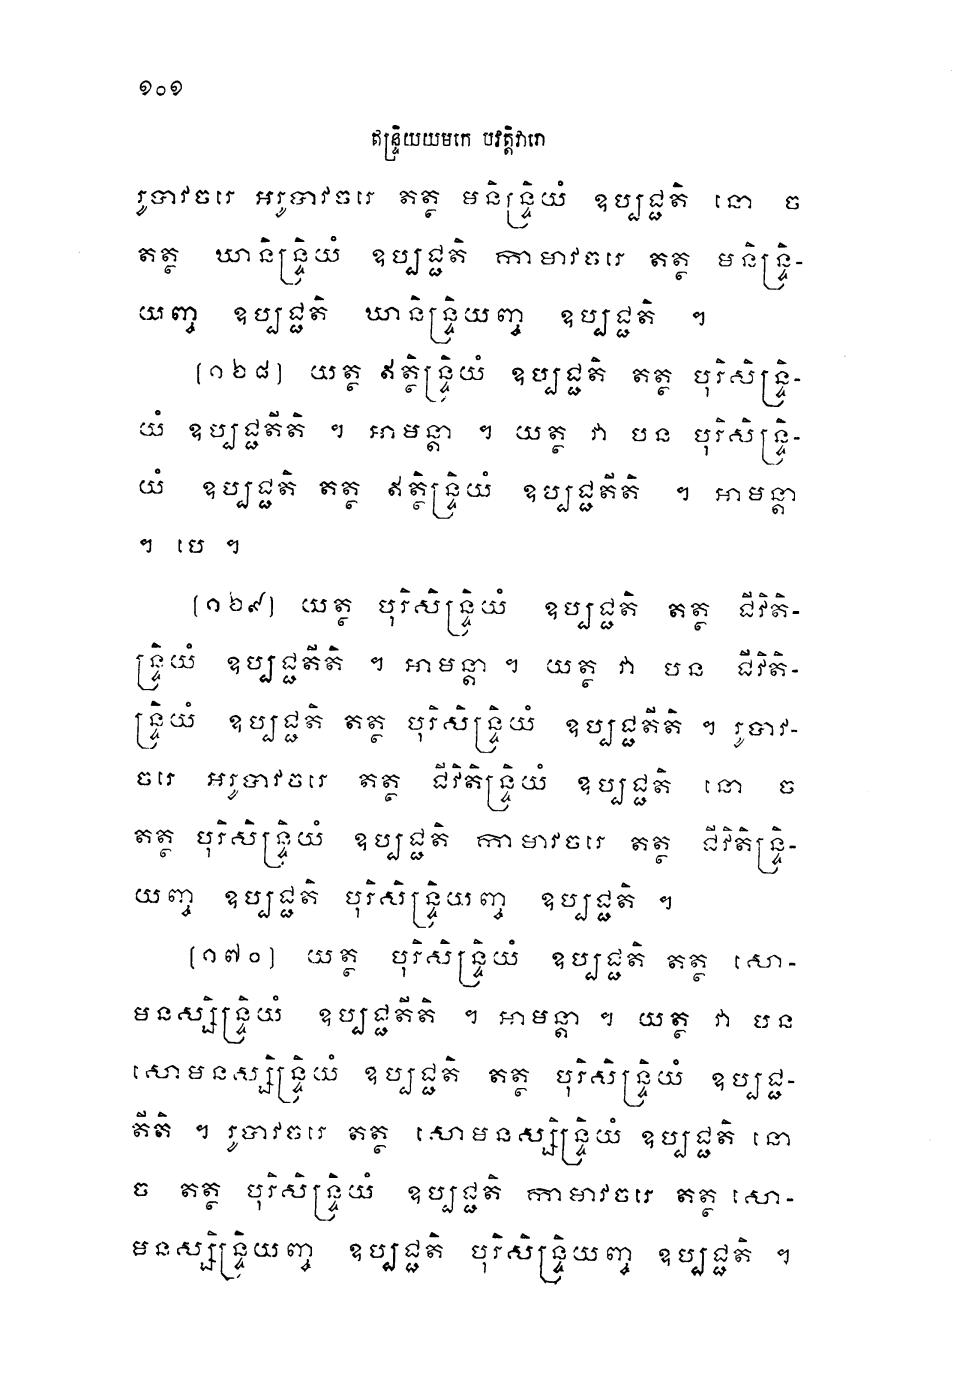 ១០១
ឥន្ទ្រិយយមកេ បវត្តិវារោ
រូបាវចរេ អរូបាវចរេ តត្ថ មនិន្ទ្រិយំ ឧប្បជ្ជតិ នោ ច
តត្ថ ឃានិន្ទ្រិយំ ឧប្បជ្ជតិ កាមាវចរេ តត្ថ មនិន្ទ្រិ-
យញ្ច ឧប្បជ្ជតិ ឃានិន្ទ្រិយញ្ច ឧប្បជ្ជតិ ។
(១៦៨) យត្ថ ឥត្ថិន្ទ្រិយំ ឧប្បជ្ជតិ តត្ថ បុរិសិន្ទ្រិ-
យំ ឧប្បជ្ជតីតិ ។ អាមន្តា ។ យត្ថ វា បន បុរិសិន្ទ្រិ-
យំ ឧប្បជ្ជតិ តត្ថ ឥត្ថិន្ទ្រិយំ ឧប្បជ្ជតីតិ ។ អាមន្តា
។ បេ ។
(១៦៩) យត្ថ បុរិសិន្ទ្រិយំ ឧប្បជ្ជតិ តត្ថ ជីវិតិ-
ន្ទ្រិយំ ឧប្បជ្ជតីតិ ។ អាមន្តា ។ យត្ថ វា បន ជីវិតិ-
ន្ទ្រិយំ ឧប្បជ្ជតិ តត្ថ បុរិសិន្ទ្រិយំ ឧប្បជ្ជតីតិ ។ រូបាវ-
ចរេ អរូបាវចរេ តត្ថ ជីវិតិន្ទ្រិយំ ឧប្បជ្ជតិ នោ ច
តត្ថ បុរិសិន្ទ្រិយំ ឧប្បជ្ជតិ កាមាវចរេ តត្ថ ជីវិតិន្ទ្រិ-
យញ្ច ឧប្បជ្ជតិ បុរិសិន្ទ្រិយញ្ច ឧប្បជ្ជតិ ។
(១៧០) យត្ថ បុរិសិន្ទ្រិយំ ឧប្បជ្ជតិ តត្ថ សោ-
មនស្សិន្ទ្រិយំ ឧប្បជ្ជតីតិ ។ អាមន្តា ។ យត្ថ វា បន
សោមនស្សិន្ទ្រិយំ ឧប្បជ្ជតិ តត្ថ បុរិសិន្ទ្រិយំ ឧប្បជ្ជ-
តីតិ ។ រូបាវចរេ តត្ថ សោមនស្សិន្ទ្រិយំ ឧប្បជ្ជតិ នោ
ច តត្ថ បុរិសិន្ទ្រិយំ ឧប្បជ្ជតិ កាមាវចរេ តត្ថ សោ-
មនស្សិន្ទ្រិយញ្ច ឧប្បជ្ជតិ បុរិសិន្ទ្រិយញ្ច ឧប្បជ្ជតិ ។